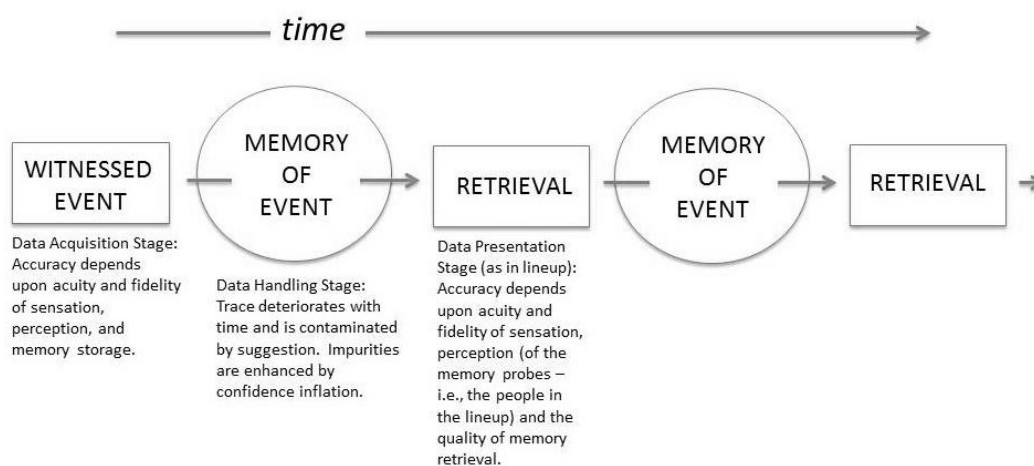 time
WITNESSED
EVENT
Data Acquisition Stage:
Accuracy depends
upon acuity and fidelity
of sensation,
perception, and
memory storage.
MEMORY
OF
EVENT
Data Handling Stage:
Trace deteriorates with
time and is contaminated
by suggestion. Impurities
are enhanced by
confidence inflation.
RETRIEVAL
Data Presentation
Stage (as in lineup):
Accuracy depends
upon acuity and
fidelity of sensation,
perception (of the
memory probes –
i.e., the people in
the lineup) and the
quality of memory
retrieval.
MEMORY
OF
EVENT
RETRIEVAL